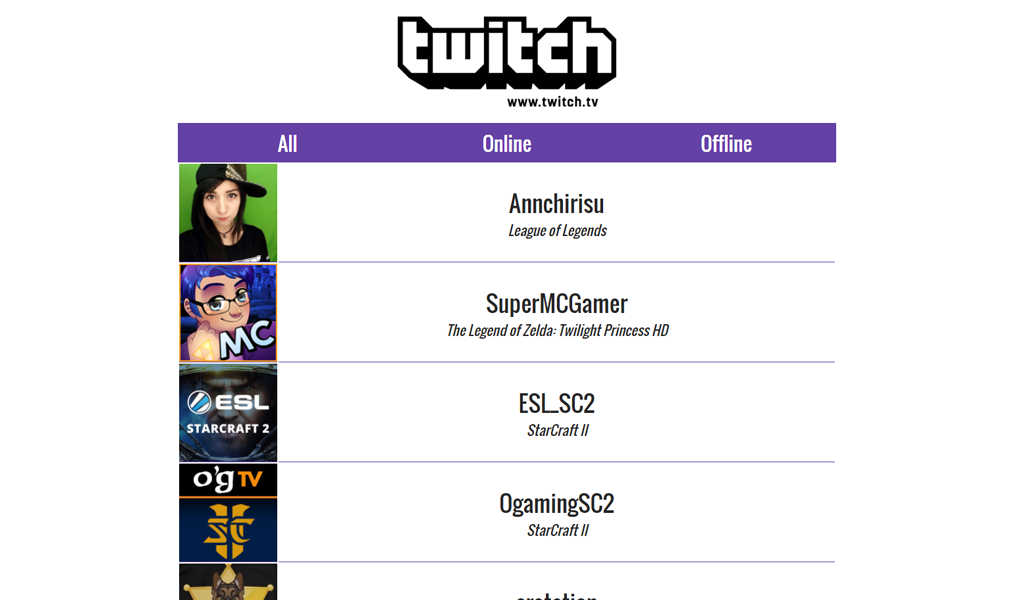 twitch
www.twitch.tv
All Online Offline
Annchirisu
League of Legends
MC
SuperMCGamer
The Legend of Zelda: Twilight Princess HD
ESL
STARCRAFT 2
ESL_SC2
StarCraft II
o'g TV
SC
OgamingSC2
StarCraft II